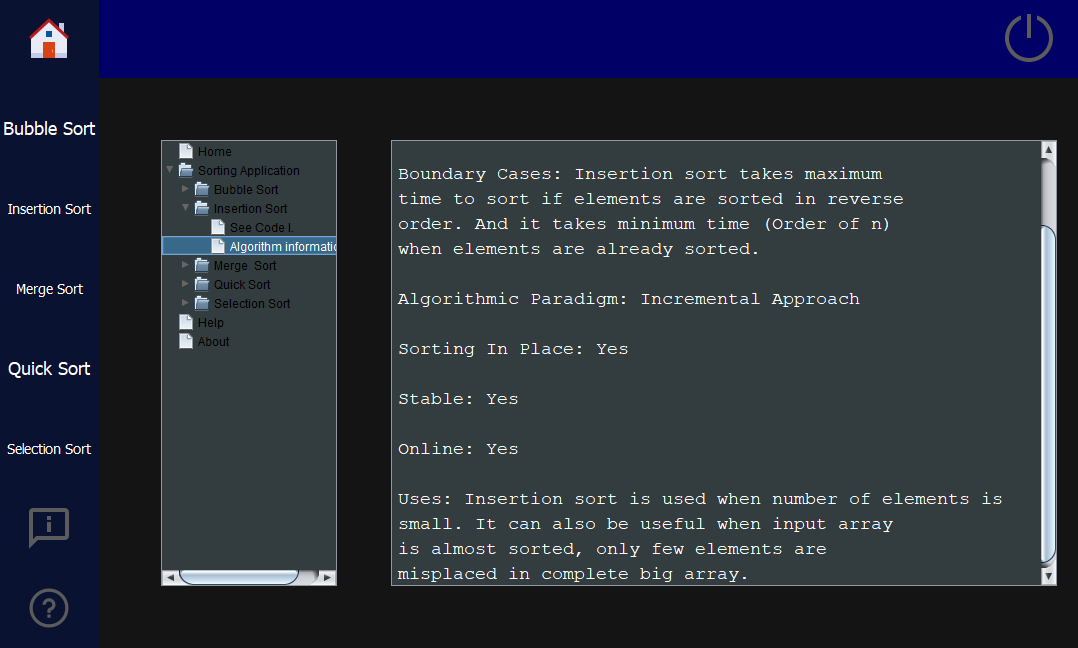 Bubble Sort
Insertion Sort
Merge Sort
Quick Sort
Selection Sort
Home
Sorting Application
Bubble Sort
Insertion Sort
See Code I.
Algorithm informatic
Merge  Sort
Quick Sort
Selection Sort
Help
About
Boundary Cases: Insertion sort takes maximum
time to sort if elements are sorted in reverse
order. And it takes minimum time (Order of n)
when elements are already sorted.
Algorithmic Paradigm: Incremental Approach
Sorting In Place: Yes
Stable: Yes
Online: Yes
Uses: Insertion sort is used when number of elements is
small. It can also be useful when input array
is almost sorted, only few elements are
misplaced in complete big array.